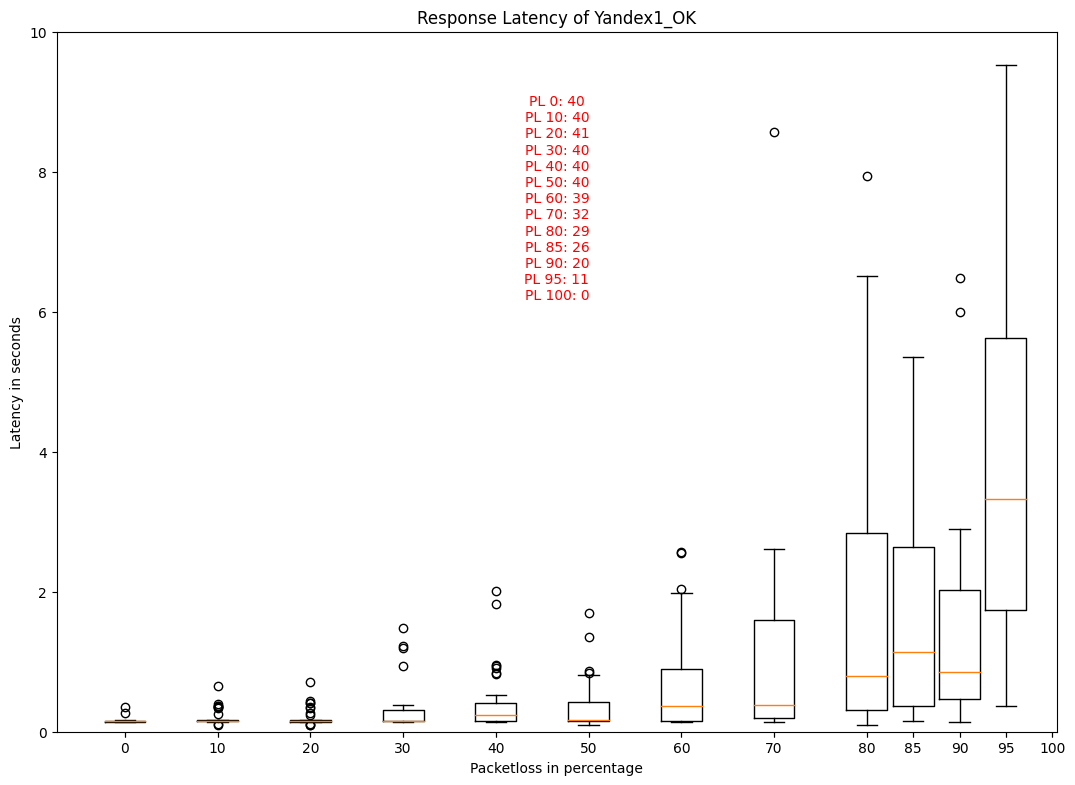 Response Latency of Yandex1_OK
10
8
6
4
2
0
Latency in seconds
PL 0: 40
PL 10: 40
PL 20: 41
PL 30: 40
PL 40: 40
PL 50: 40
PL 60: 39
PL 70: 32
PL 80: 29
PL 85: 26
PL 90: 20
PL 95: 11
PL 100: 0
0 10 20 30 40 50 60 70 80 85 90 95 100
Packetloss in percentage